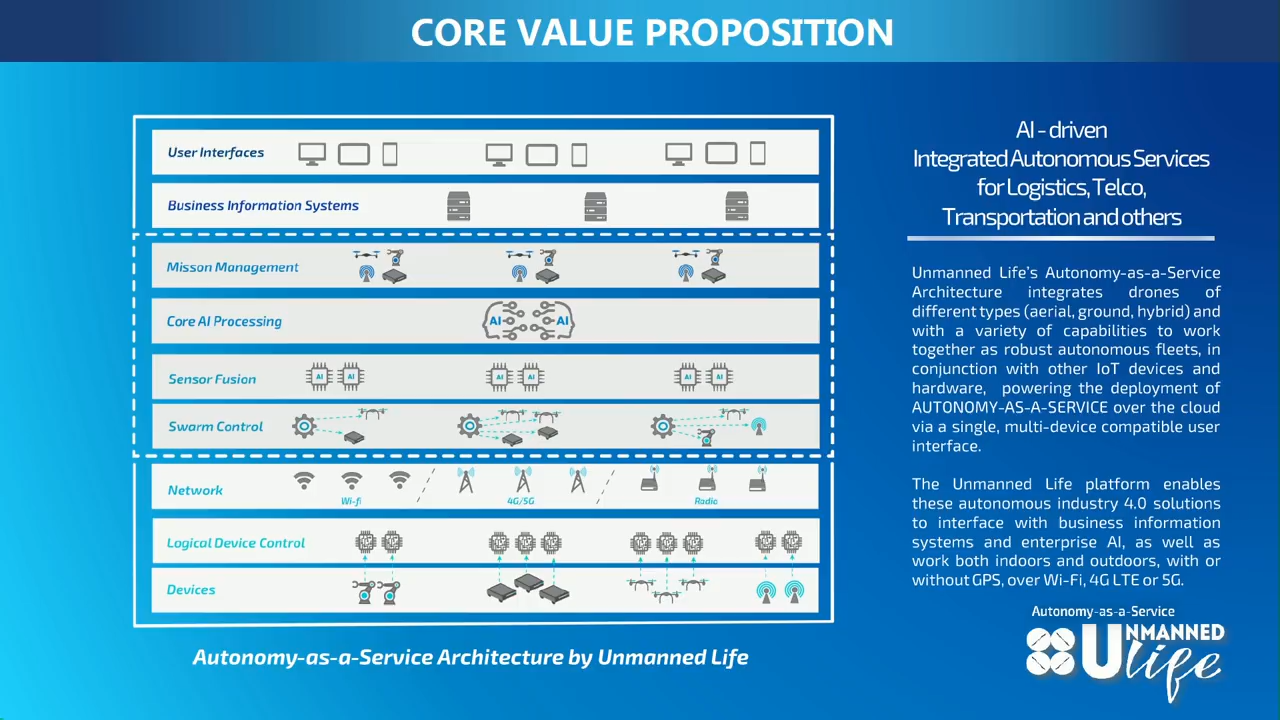 CORE VALUE PROPOSITION
User Interfaces
Business Information Systems
Misson Management
Core AI Processing
AI
AI
Sensor Fusion
AI
AI
AI
AI
AI
AI
Swarm Control
Network
Wi-fi
4G/5G
Radio
Logical Device Control
Devices
Autonomy-as-a-Service Architecture by Unmanned Life
AI - driven
Integrated Autonomous Services
for Logistics, Telco,
Transportation and others
Unmanned Life's Autonomy-as-a-Service
Architecture integrates drones of
different types (aerial, ground, hybrid) and
with a variety of capabilities to work
together as robust autonomous fleets, in
conjunction with other IoT devices and
hardware, powering the deployment of
AUTONOMY-AS-A-SERVICE over the cloud
via a single, multi-device compatible user
interface.
The Unmanned Life platform enables
these autonomous industry 4.0 solutions
to interface with business information
systems and enterprise AI, as well as
work both indoors and outdoors, with or
without GPS, over Wi-Fi, 4G LTE or 5G.
Autonomy-as-a-Service
UNMANNED
life